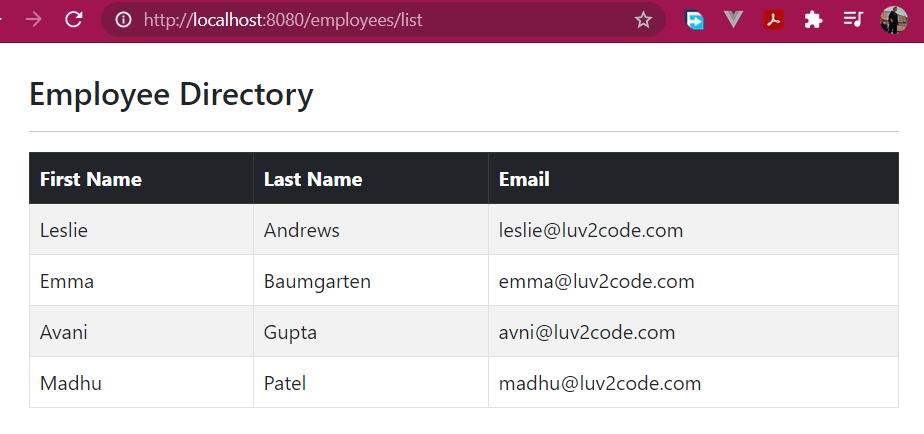 http://localhost:8080/employees/list
Employee Directory
First Name Last Name Email
Leslie Andrews leslie@luv2code.com
Emma Baumgarten emma@luv2code.com
Avani Gupta avni@luv2code.com
Madhu Patel madhu@luv2code.com